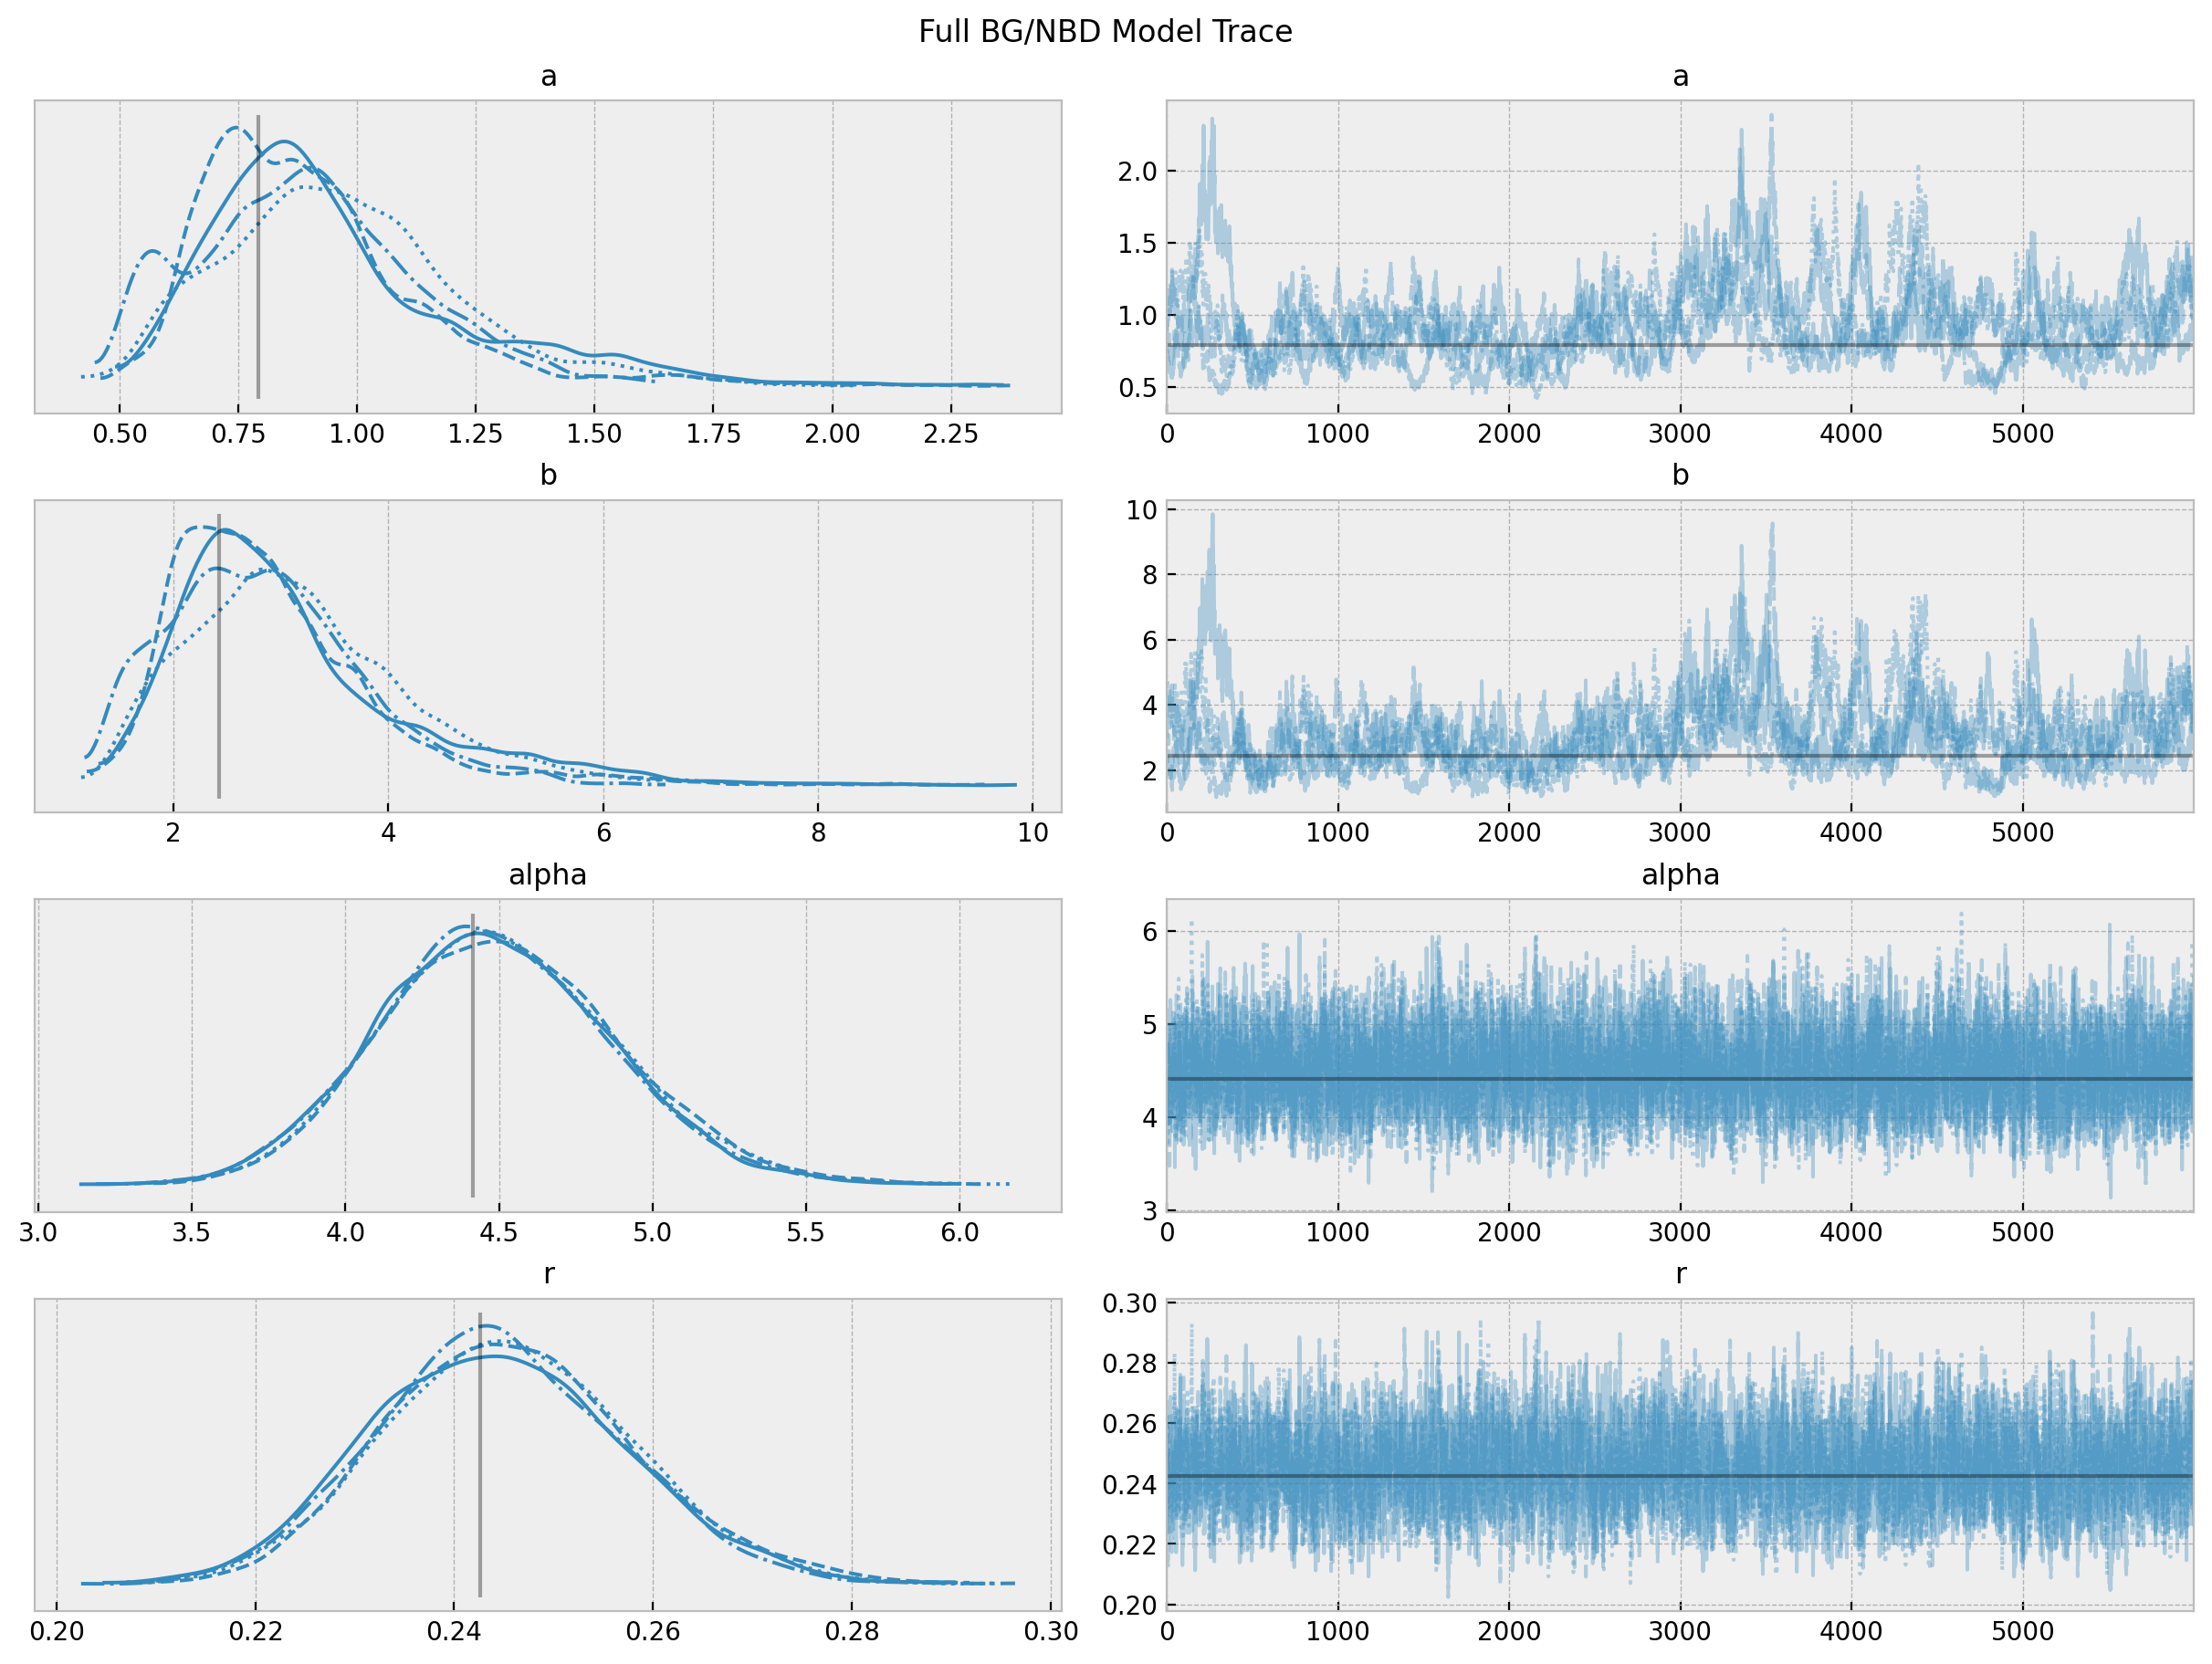 Full BG/NBD Model Trace
a
a
2.0
1.5
1.0
0.5
0.50 0.75 1.00 1.25 1.50 1.75 2.00 2.25
0 1000 2000 3000 4000 5000
b
b
10
8
6
4
2
2 4 6 8 10
0 1000 2000 3000 4000 5000
alpha
alpha
6
5
4
3
3.0 3.5 4.0 4.5 5.0 5.5 6.0
0 1000 2000 3000 4000 5000
r
r
0.30
0.28
0.26
0.24
0.22
0.20
0.20 0.22 0.24 0.26 0.28 0.30
0 1000 2000 3000 4000 5000